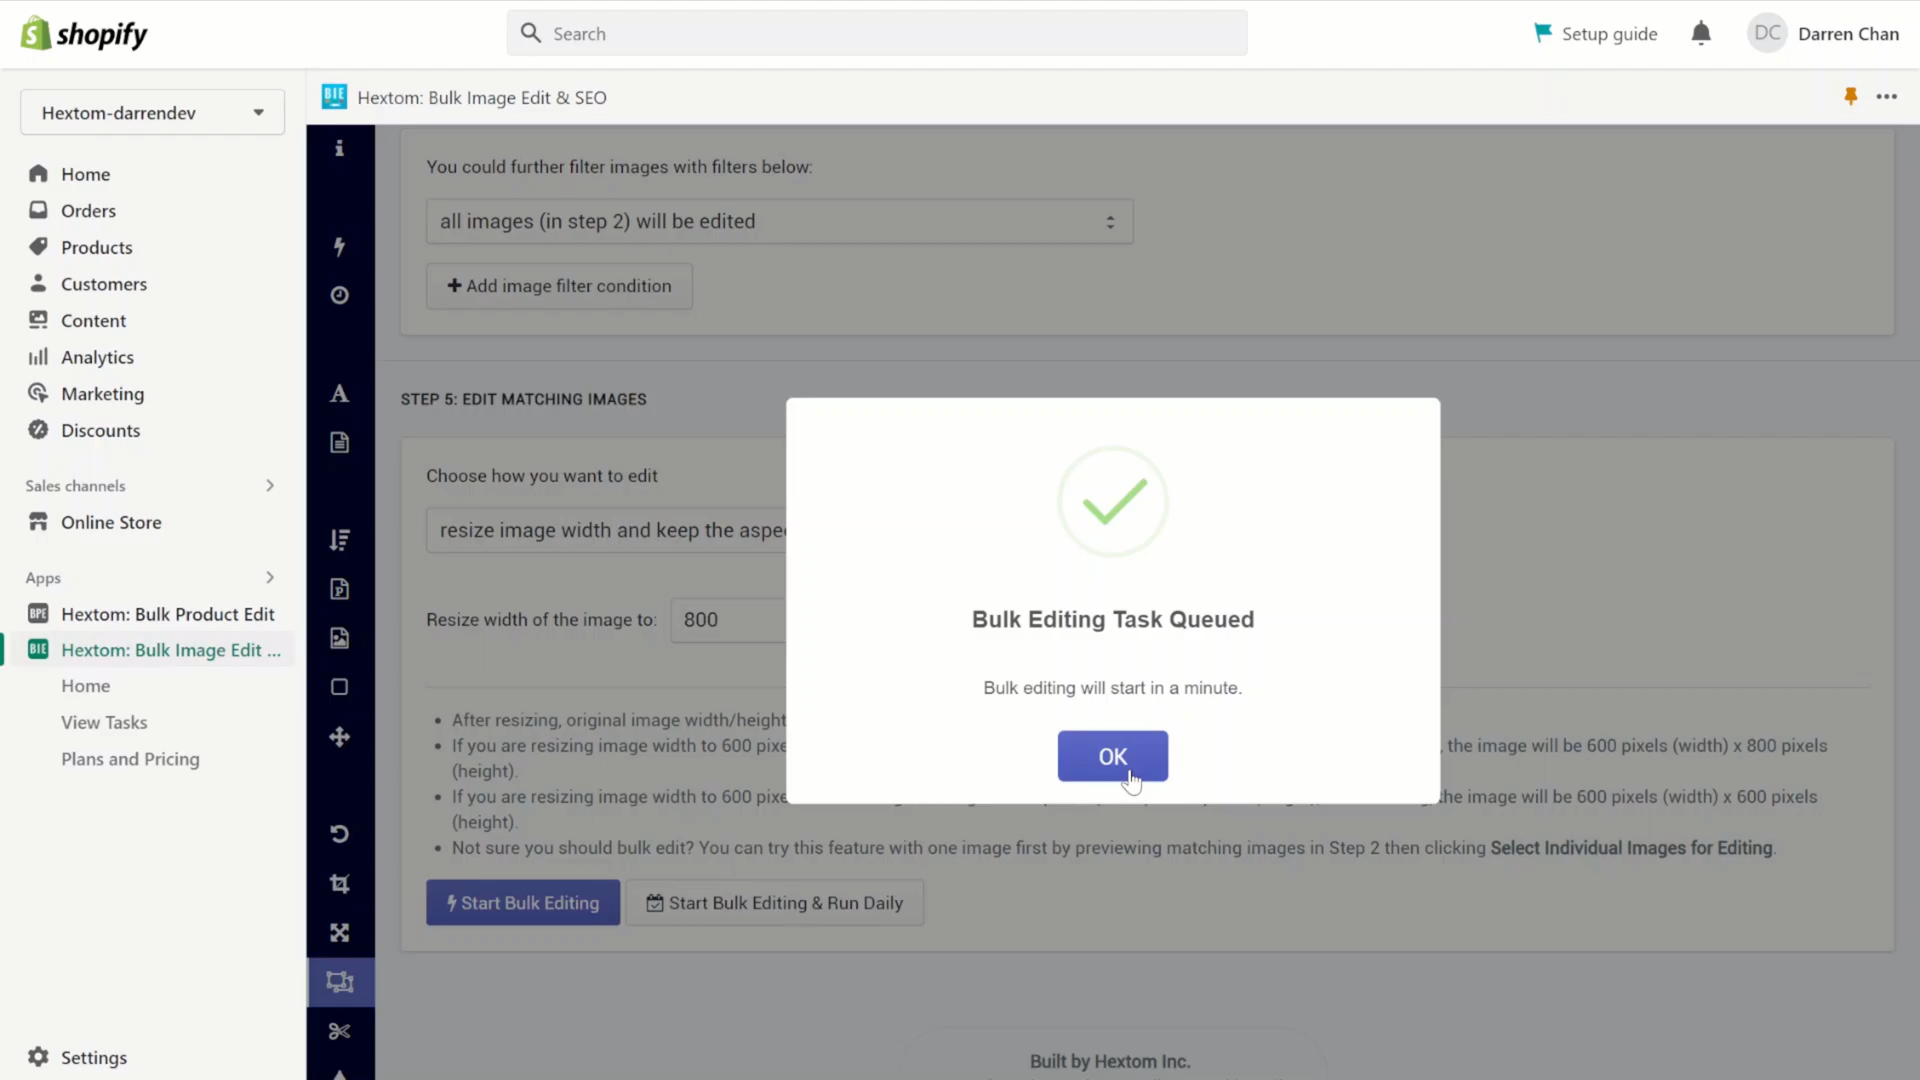 shopify
Search
Setup guide
DC
Darren Chan
Hextom-darrendev
BIE
Hextom: Bulk Image Edit & SEO
Home
Orders
Products
Customers
Content
Analytics
Marketing
Discounts
Sales channels
Online Store
Apps
BPE Hextom: Bulk Product Edit
BIE Hextom: Bulk Image Edit ...
Home
View Tasks
Plans and Pricing
Settings
You could further filter images with filters below:
all images (in step 2) will be edited
Add image filter condition
STEP 5: EDIT MATCHING IMAGES
Choose how you want to edit
resize image width and keep the aspe
Resize width of the image to:
800
• After resizing, original image width/height
• If you are resizing image width to 600 pixe , the image will be 600 pixels (width) x 800 pixels
(height).
• If you are resizing image width to 600 pixe the image will be 600 pixels (width) x 600 pixels
(height).
• Not sure you should bulk edit? You can try this feature with one image first by previewing matching images in Step 2 then clicking Select Individual Images for Editing.
Start Bulk Editing
Start Bulk Editing & Run Daily
Bulk Editing Task Queued
Bulk editing will start in a minute.
OK
Built by Hextom Inc.